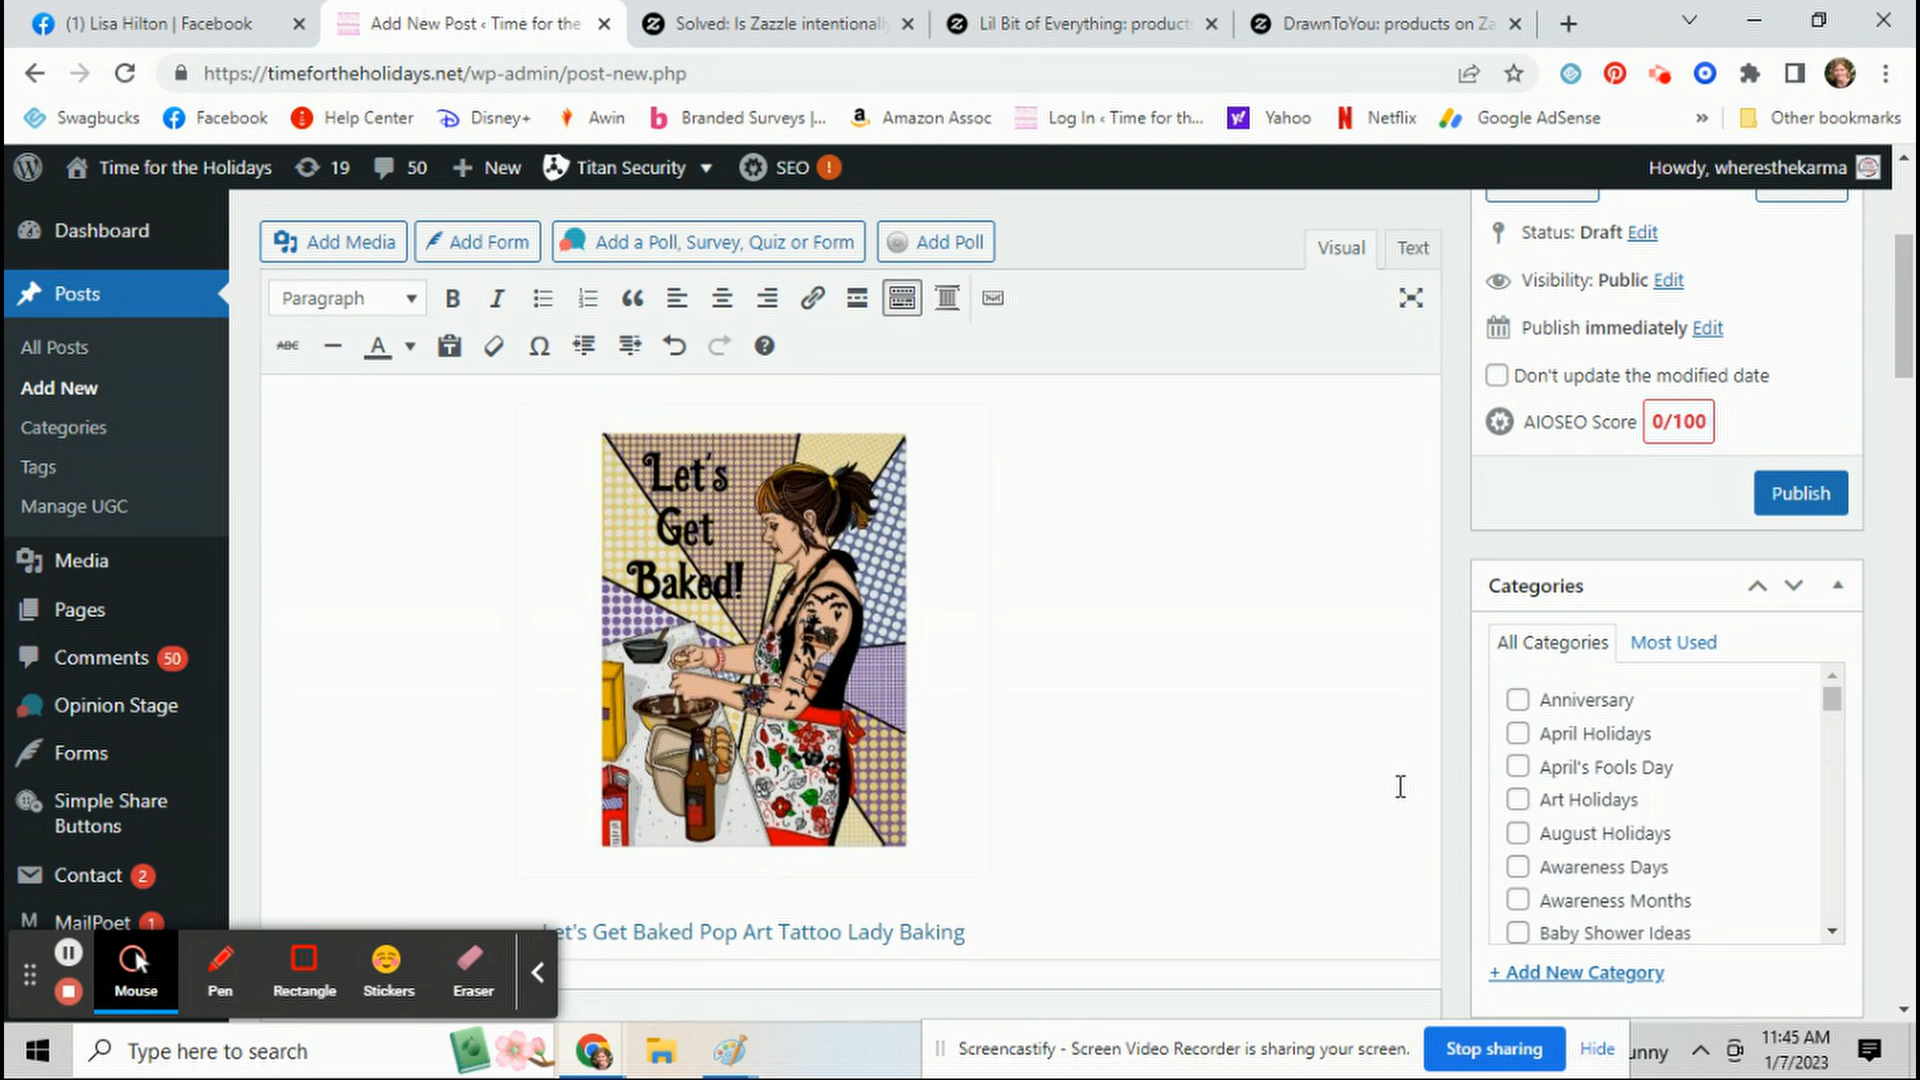 (1) Lisa Hilton | Facebook
Add New Post ‹ Time for the
Solved: Is Zazzle intentionally
Lil Bit of Everything: product
DrawnToYou: products on Za
https://timefortheholidays.net/wp-admin/post-new.php
Swagbucks
Facebook
Help Center
Disney+
Awin
Branded Surveys |...
Amazon Assoc
Log In ‹ Time for th...
Yahoo
Netflix
Google AdSense
Other bookmarks
Time for the Holidays
19
50
New
Titan Security
SEO
Howdy, wheresthekarma
Dashboard
Posts
All Posts
Add New
Categories
Tags
Manage UGC
Media
Pages
Comments 50
Opinion Stage
Forms
Simple Share
Buttons
Contact 2
MailPoet 1
Add Media
Add Form
Add a Poll, Survey, Quiz or Form
Add Poll
Visual
Text
Paragraph
Let's
Get
Baked!
Let's Get Baked Pop Art Tattoo Lady Baking
Status: Draft Edit
Visibility: Public Edit
Publish immediately Edit
Don't update the modified date
AIOSEO Score 0/100
Publish
Categories
All Categories
Most Used
Anniversary
April Holidays
April's Fools Day
Art Holidays
August Holidays
Awareness Days
Awareness Months
Baby Shower Ideas
+ Add New Category
Mouse
Pen
Rectangle
Stickers
Eraser
Type here to search
Screencastify - Screen Video Recorder is sharing your screen.
Stop sharing
Hide
unny
11:45 AM
1/7/2023